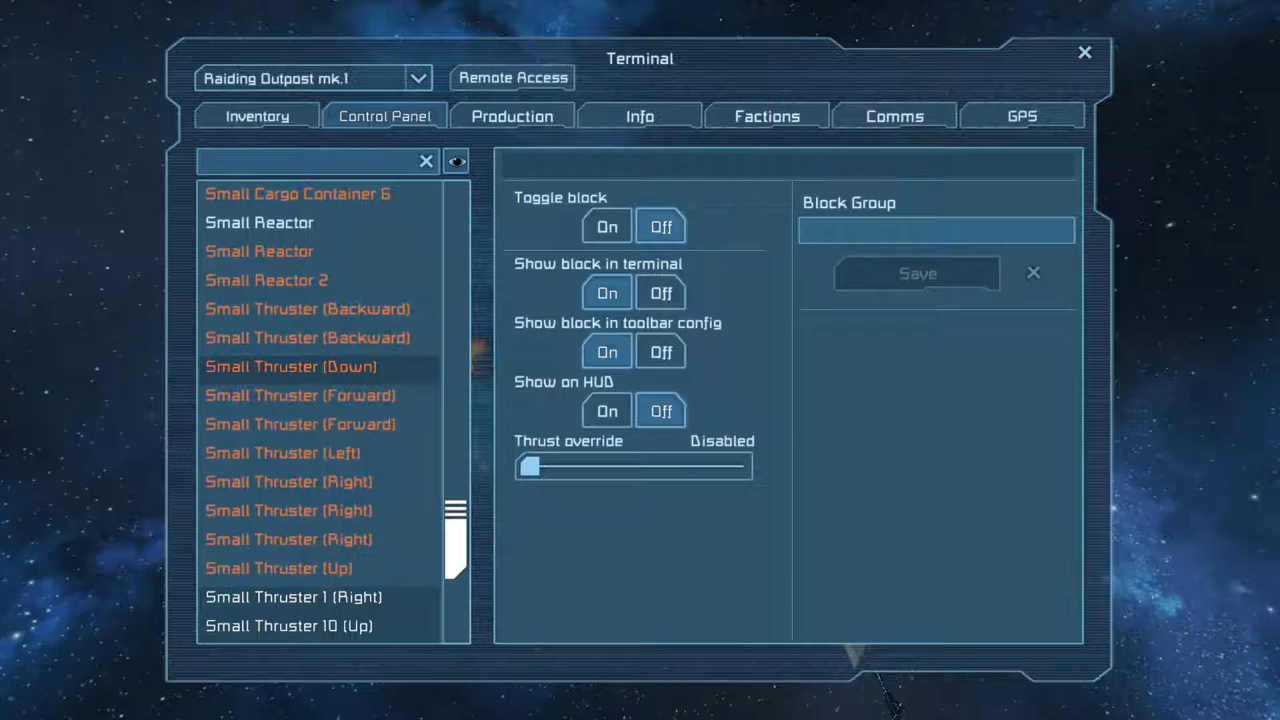 Terminal
Raiding Outpost mk.1
Remote Access
Inventory
Control Panel
Production
Info
Factions
Comms
GPS
Small Cargo Container 6
Small Reactor
Small Reactor
Small Reactor 2
Small Thruster (Backward)
Small Thruster (Backward)
Small Thruster (Down)
Small Thruster (Forward)
Small Thruster (Forward)
Small Thruster (Left)
Small Thruster (Right)
Small Thruster (Right)
Small Thruster (Right)
Small Thruster (Up)
Small Thruster 1 (Right)
Small Thruster 10 (Up)
Toggle block
On Off
Show block in terminal
On Off
Show block in toolbar config
On Off
Show on HUD
On Off
Thrust override Disabled
Block Group
Save